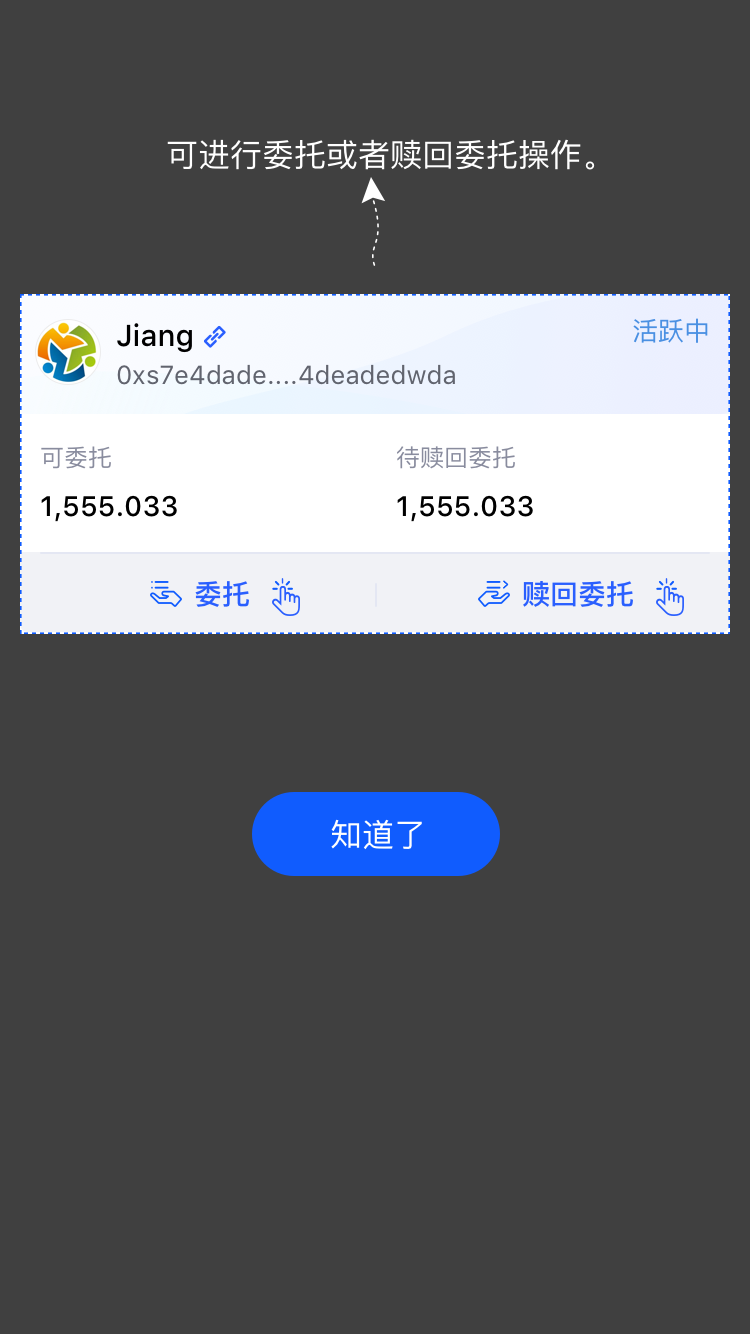 可进行委托或者赎回委托操作。
Jiang
活跃中
0xs7e4dade....4deadedwda
可委托
待赎回委托
1,555.033
1,555.033
委托
赎回委托
知道了